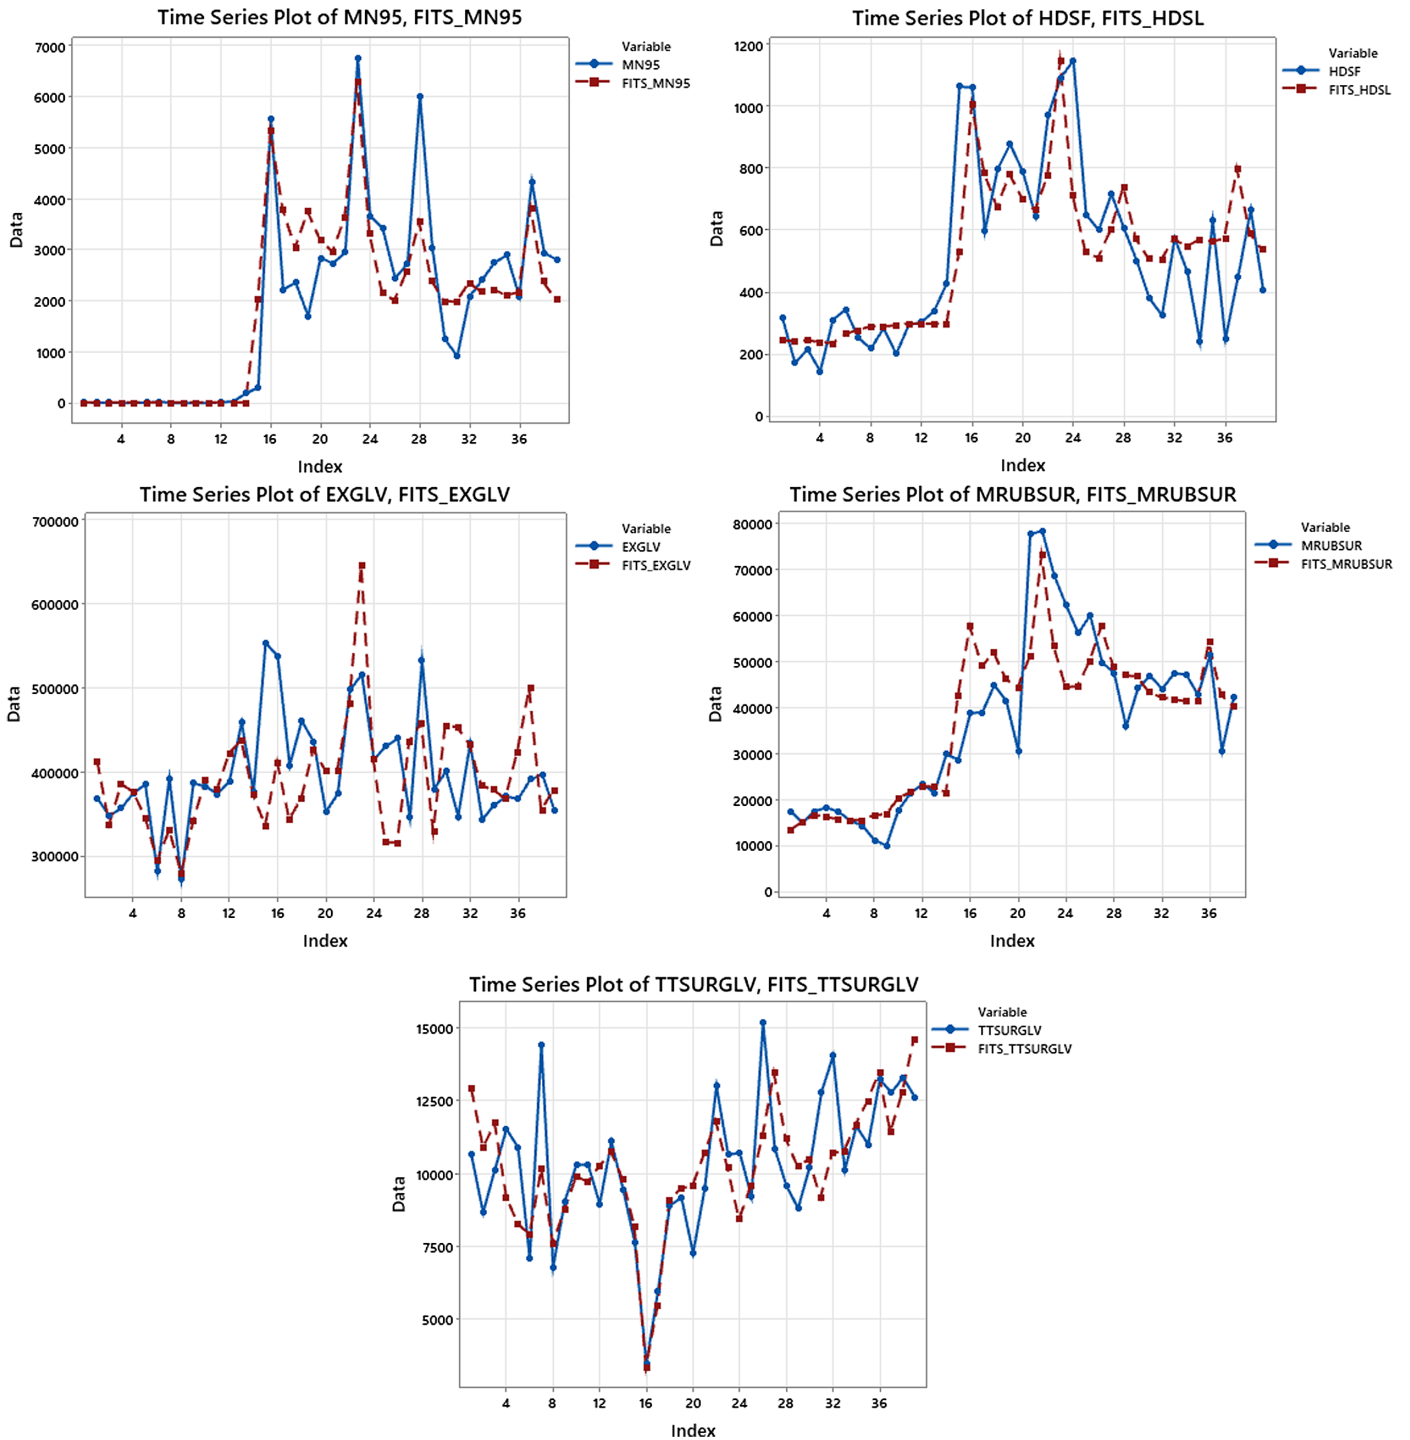 Time Series Plot of MN95, FITS_MN95
7000
6000
5000
4000
3000
2000
1000
0
Data
4 8 12 16 20 24 28 32 36
Index
Variable
MN95
FITS_MN95
Time Series Plot of HDSF, FITS_HDSL
1200
1000
800
600
400
200
0
Data
4 8 12 16 20 24 28 32 36
Index
Variable
HDSF
FITS_HDSL
Time Series Plot of EXGLV, FITS_EXGLV
700000
600000
500000
400000
300000
Data
4 8 12 16 20 24 28 32 36
Index
Variable
EXGLV
FITS_EXGLV
Time Series Plot of MRUBSUR, FITS_MRUBSUR
80000
70000
60000
50000
40000
30000
20000
10000
0
Data
4 8 12 16 20 24 28 32 36
Index
Variable
MRUBSUR
FITS_MRUBSUR
Time Series Plot of TTSURGLV, FITS_TTSURGLV
15000
12500
10000
7500
5000
Data
4 8 12 16 20 24 28 32 36
Index
Variable
TTSURGLV
FITS_TTSURGLV